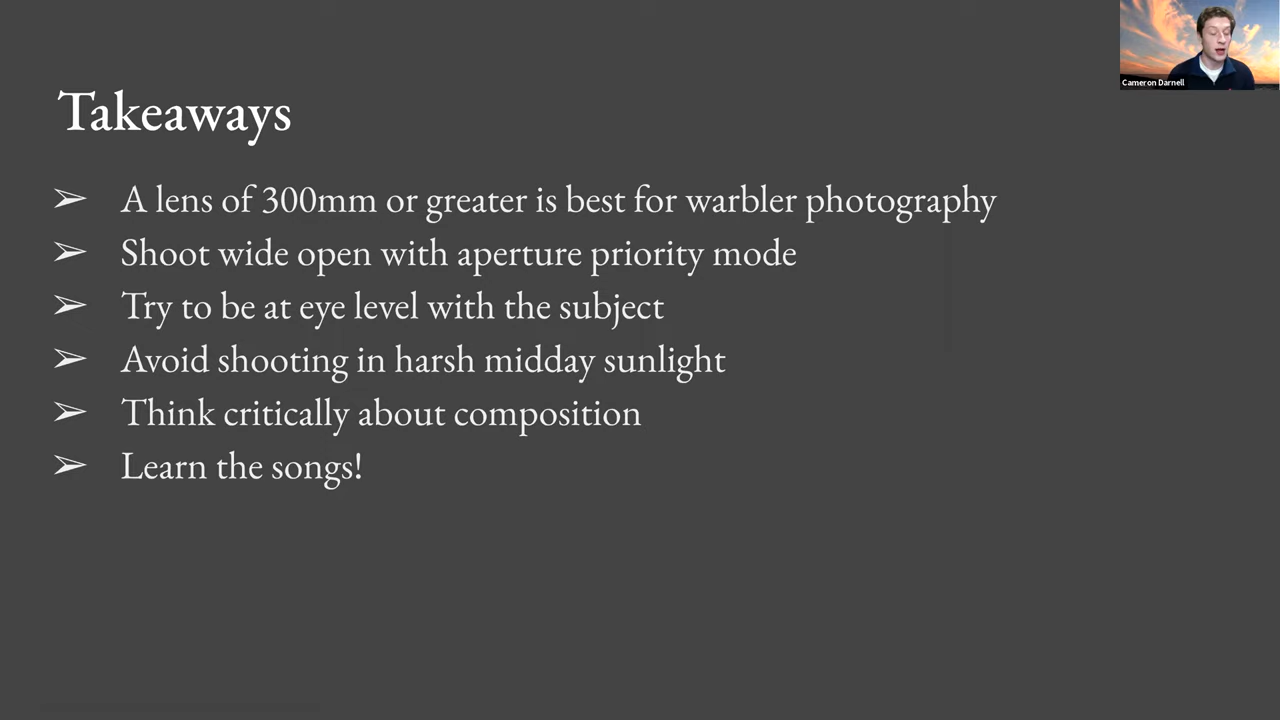 Cameron Darnell
Takeaways
➢ A lens of 300mm or greater is best for warbler photography
➢ Shoot wide open with aperture priority mode
➢ Try to be at eye level with the subject
➢ Avoid shooting in harsh midday sunlight
➢ Think critically about composition
➢ Learn the songs!